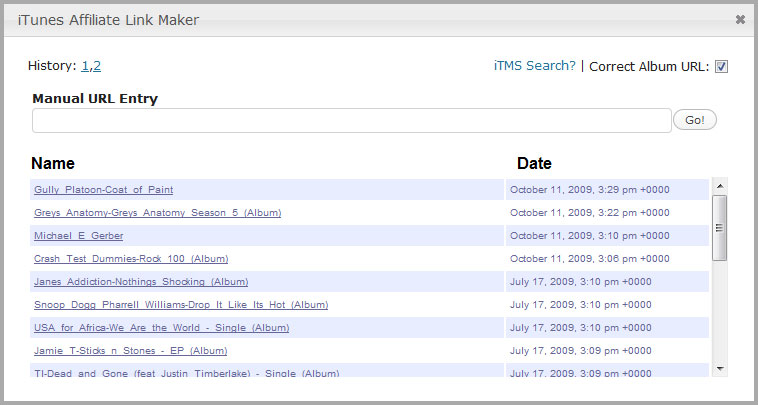 iTunes Affiliate Link Maker
History: 1,2 iTMS Search? | Correct Album URL:
Manual URL Entry
Go!
Name Date
Gully_Platoon-Coat_of_Paint October 11, 2009, 3:29 pm +0000
Greys_Anatomy-Greys_Anatomy_Season_5_(Album) October 11, 2009, 3:22 pm +0000
Michael_E_Gerber October 11, 2009, 3:10 pm +0000
Crash_Test_Dummies-Rock_100_(Album) October 11, 2009, 3:06 pm +0000
Janes_Addiction-Nothings_Shocking_(Album) July 17, 2009, 3:10 pm +0000
Snoop_Dogg_Pharrell_Williams-Drop_It_Like_Its_Hot_(Album) July 17, 2009, 3:10 pm +0000
USA_for_Africa-We_Are_the_World_-_Single_(Album) July 17, 2009, 3:10 pm +0000
Jamie_T-Sticks_n_Stones_-_EP_(Album) July 17, 2009, 3:09 pm +0000
TI-Dead_and_Gone_(feat_Justin_Timberlake)_-_Single_(Album) July 17, 2009, 3:09 pm +0000